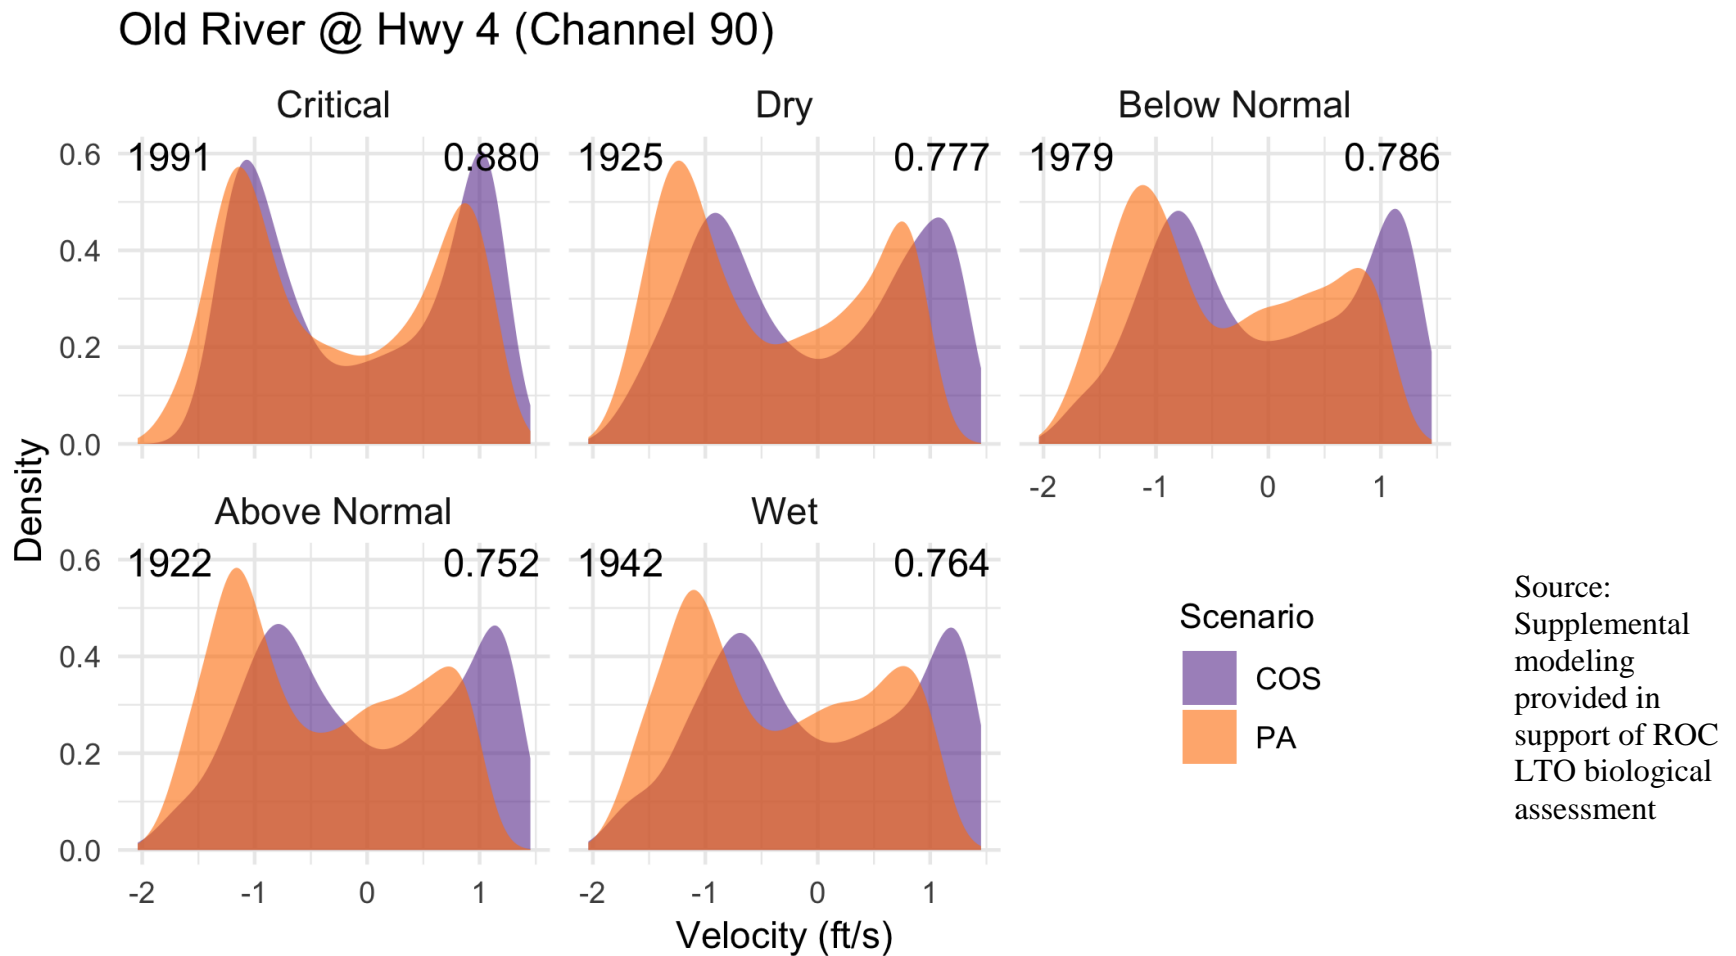 Old River @ Hwy 4 (Channel 90)
Critical
Dry
Below Normal
1991
0.880
1925
0.777
1979
0.786
0.6
0.4
0.2
0.0
-2 -1 0 1
Above Normal
Wet
1922
0.752
1942
0.764
0.6
0.4
0.2
0.0
-2 -1 0 1
-2 -1 0 1
Density
Velocity (ft/s)
Scenario
COS
PA
Source:
Supplemental
modeling
provided in
support of ROC
LTO biological
assessment